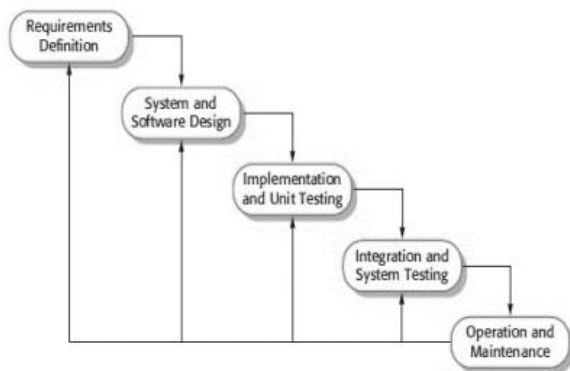 Requirements
Definition
System and
Software Design
Implementation
and Unit Testing
Integration and
System Testing
Operation and
Maintenance